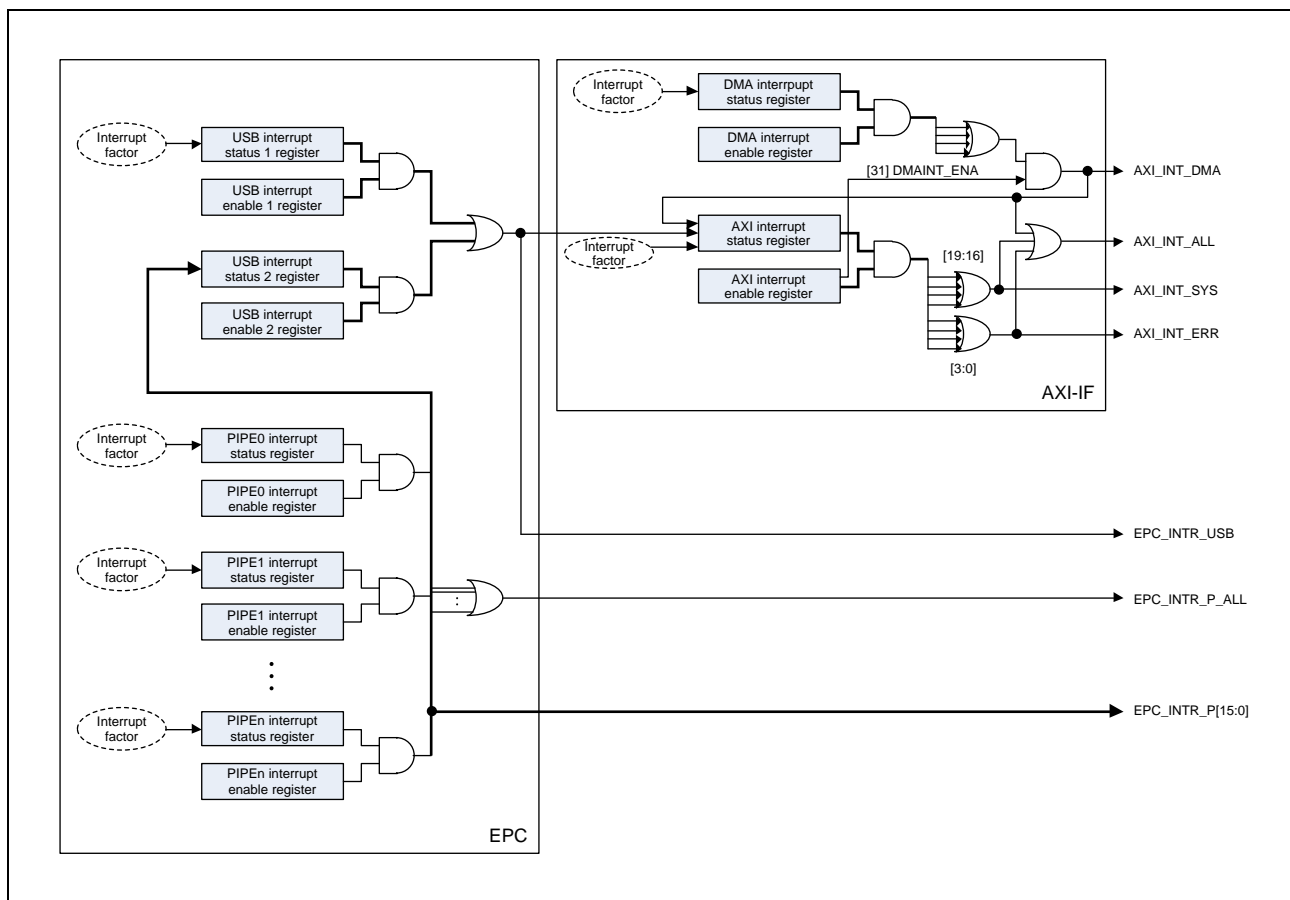 Interrupt
factor
DMA interrpupt
status register
DMA interrupt
enable register
[31] DMAINT_ENA
AXI_INT_DMA
Interrupt
factor
AXI interrupt
status register
AXI interrupt
enable register
[19:16]
[3:0]
AXI_INT_ALL
AXI_INT_SYS
AXI_INT_ERR
AXI-IF
Interrupt
factor
USB interrupt
status 1 register
USB interrupt
enable 1 register
USB interrupt
status 2 register
USB interrupt
enable 2 register
Interrupt
factor
PIPE0 interrupt
status register
PIPE0 interrupt
enable register
EPC_INTR_USB
Interrupt
factor
PIPE1 interrupt
status register
PIPE1 interrupt
enable register
EPC_INTR_P_ALL
Interrupt
factor
PIPEn interrupt
status register
PIPEn interrupt
enable register
EPC_INTR_P[15:0]
EPC